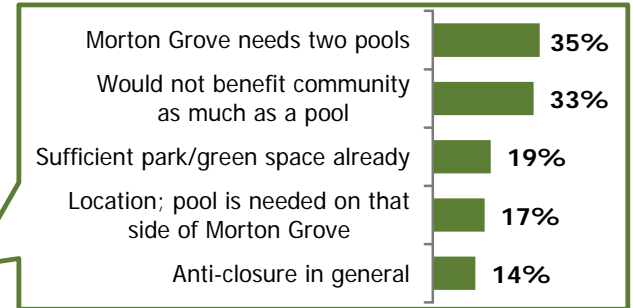 Morton Grove needs two pools 35%
Would not benefit community
as much as a pool 33%
Sufficient park/green space already 19%
Location; pool is needed on that
side of Morton Grove 17%
Anti-closure in general 14%